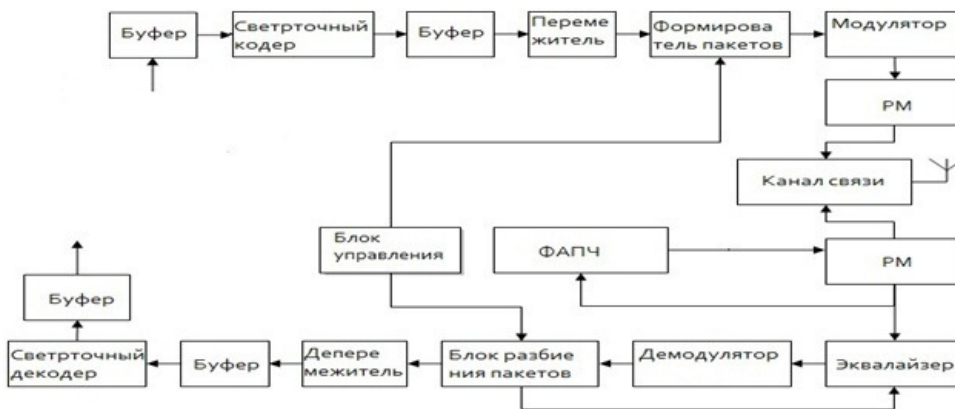 Буфер
Светрточный
кодер
Буфер
Переме
житель
Формирова
тель пакетов
Модулятор
РМ
Канал связи
Блок
управления
ФАПЧ
РМ
Буфер
Светрточный
декодер
Буфер
Депере
межитель
Блок разбие
ния пакетов
Демодулятор
Эквалайзер